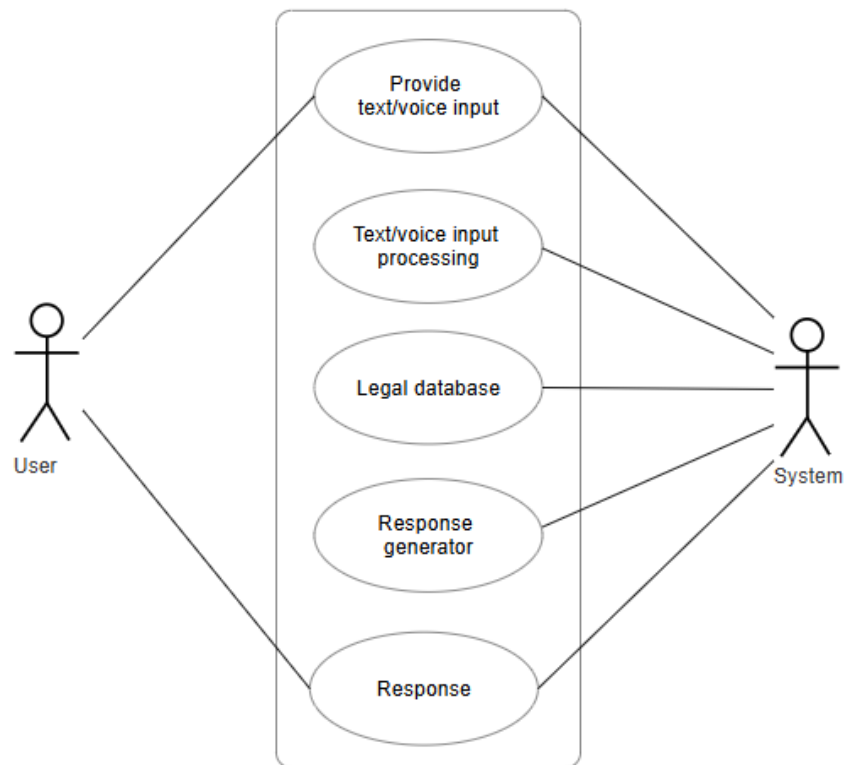 Provide
text/voice input
Text/voice input
processing
Legal database
Response
generator
Response
User
System